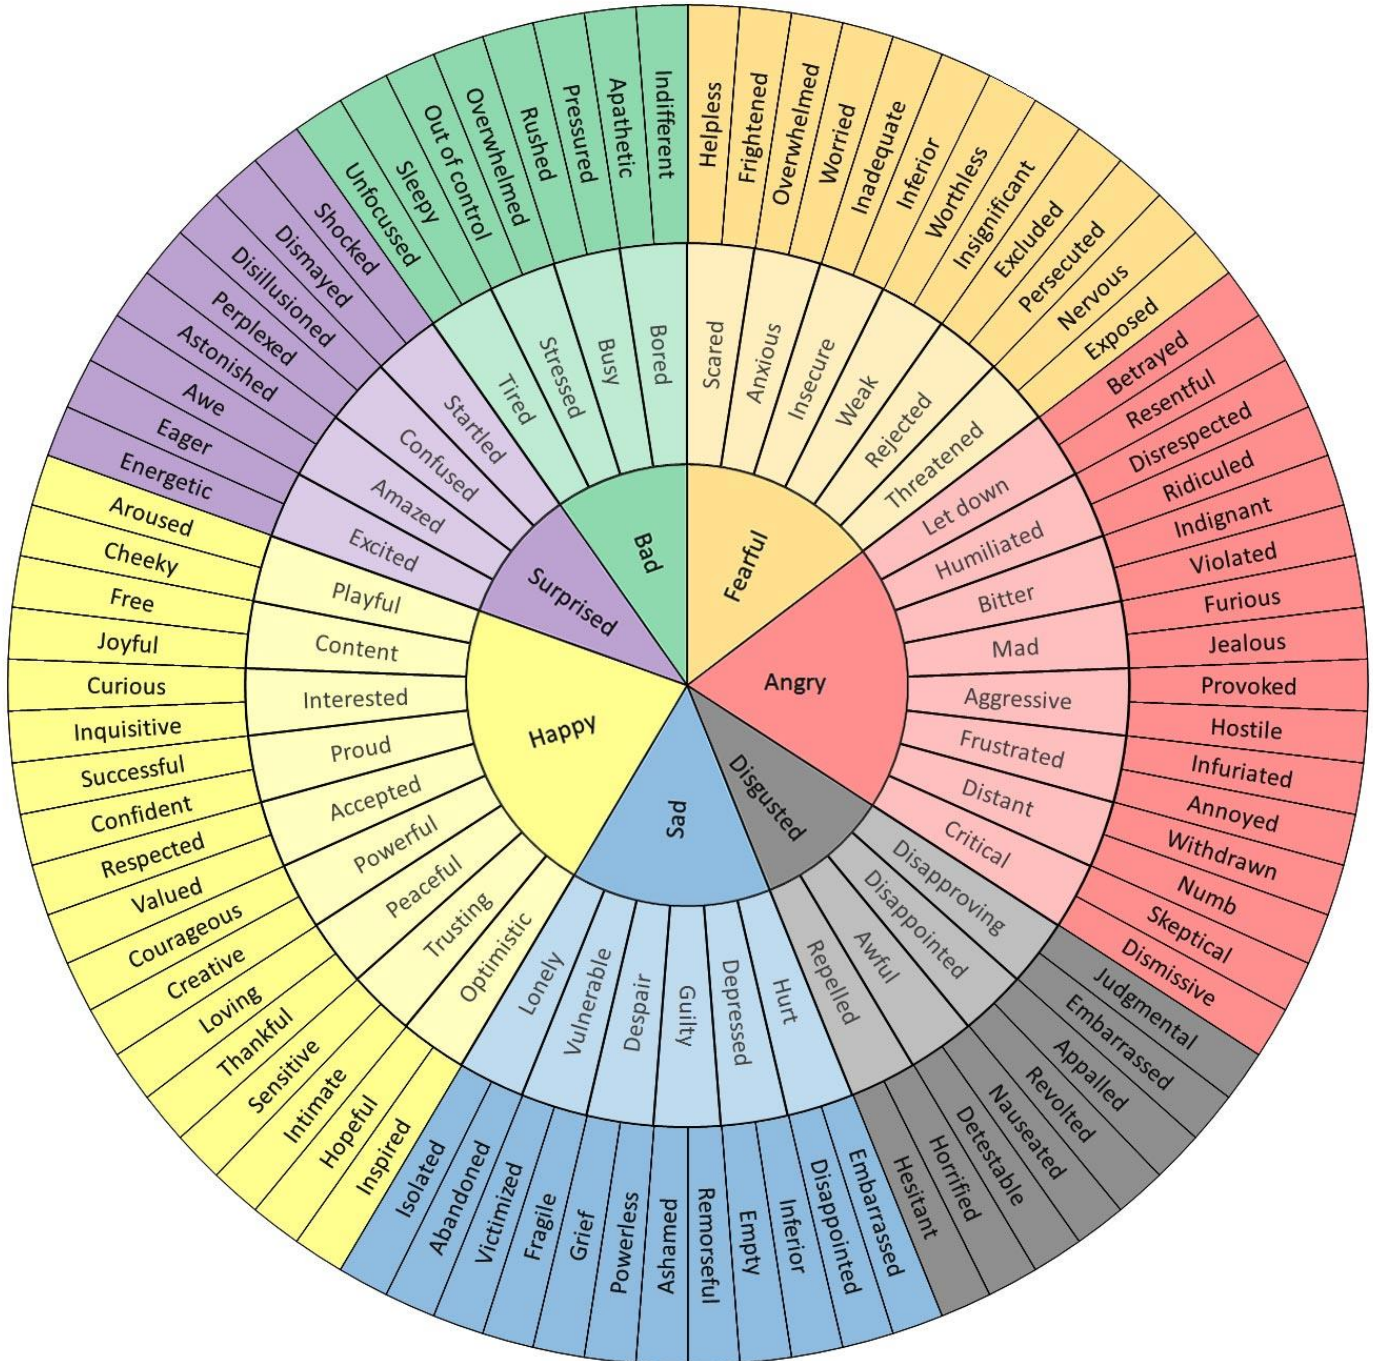 Fearful
Angry
Disgusted
Sad
Happy
Surprised
Bad
Scared
Anxious
Insecure
Weak
Rejected
Threatened
Let down
Humiliated
Bitter
Mad
Aggressive
Frustrated
Distant
Critical
Disapproving
Disappointed
Awful
Repelled
Hurt
Depressed
Guilty
Despair
Vulnerable
Lonely
Optimistic
Trusting
Peaceful
Powerful
Accepted
Proud
Interested
Content
Playful
Excited
Amazed
Confused
Startled
Tired
Stressed
Busy
Bored
Helpless
Frightened
Overwhelmed
Worried
Inadequate
Inferior
Worthless
Insignificant
Excluded
Persecuted
Nervous
Exposed
Betrayed
Resentful
Disrespected
Ridiculed
Indignant
Violated
Furious
Jealous
Provoked
Hostile
Infuriated
Annoyed
Withdrawn
Numb
Skeptical
Dismissive
Judgmental
Embarrassed
Appalled
Revolted
Nauseated
Detestable
Horrified
Hesitant
Embarrassed
Disappointed
Inferior
Empty
Remorseful
Ashamed
Powerless
Grief
Fragile
Victimized
Abandoned
Isolated
Inspired
Hopeful
Intimate
Sensitive
Thankful
Loving
Creative
Courageous
Valued
Respected
Confident
Successful
Inquisitive
Curious
Joyful
Free
Cheeky
Aroused
Energetic
Eager
Awe
Astonished
Perplexed
Disillusioned
Dismayed
Shocked
Unfocussed
Sleepy
Out of control
Overwhelmed
Rushed
Pressured
Apathetic
Indifferent